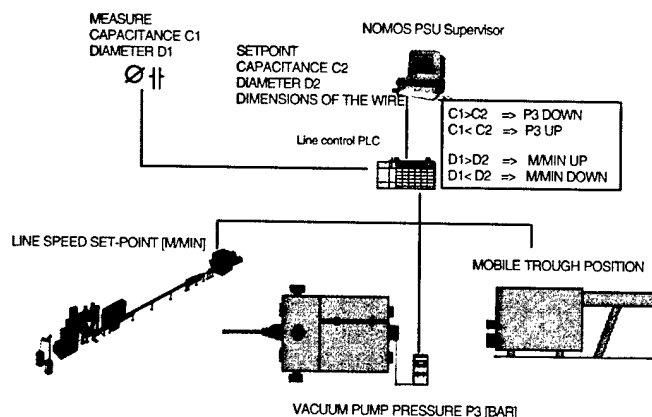 MEASURE
CAPACITANCE C1
DIAMETER D1
NOMOS PSU Supervisor
SETPOINT
CAPACITANCE C2
DIAMETER D2
DIMENSIONS OF THE WIRE
C1>C2 => P3 DOWN
C1< C2 => P3 UP
D1>D2 => M/MIN UP
D1< D2 => M/MIN DOWN
Line control PLC
LINE SPEED SET-POINT [M/MIN]
MOBILE TROUGH POSITION
VACUUM PUMP PRESSURE P3 [BAR]